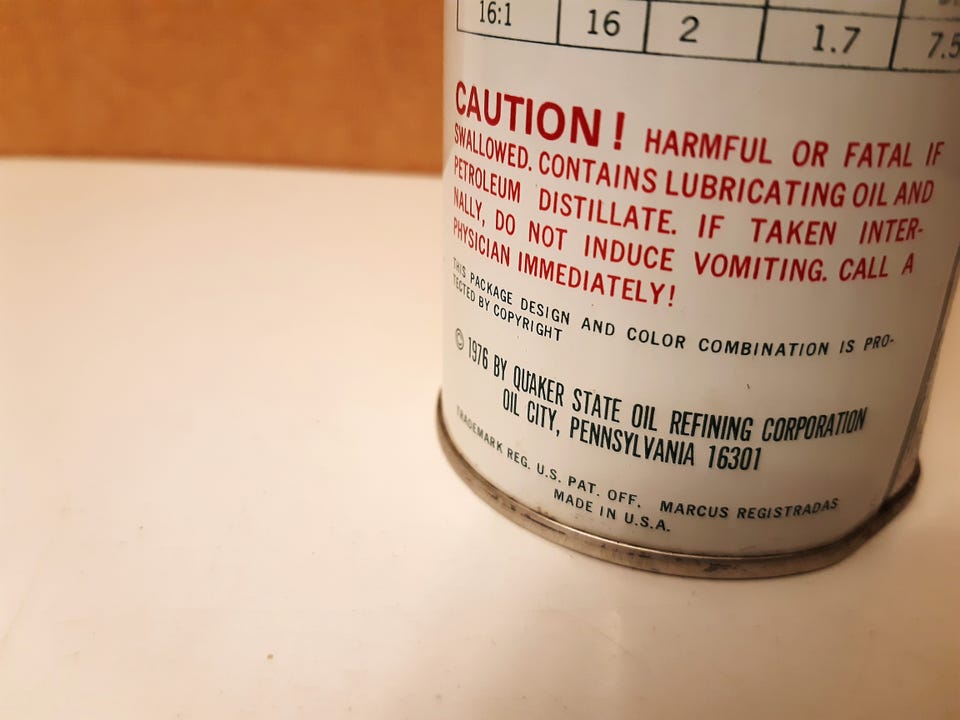 16:1 16 2 1.7 7.5
CAUTION! HARMFUL OR FATAL IF
SWALLOWED. CONTAINS LUBRICATING OIL AND
PETROLEUM DISTILLATE. IF TAKEN INTER-
NALLY, DO NOT INDUCE VOMITING. CALL A
PHYSICIAN IMMEDIATELY!
THIS PACKAGE DESIGN AND COLOR COMBINATION IS PRO-
TECTED BY COPYRIGHT
© 1976 BY QUAKER STATE OIL REFINING CORPORATION
OIL CITY, PENNSYLVANIA 16301
TRADEMARK REG. U.S. PAT. OFF. MARCUS REGISTRADAS
MADE IN U.S.A.